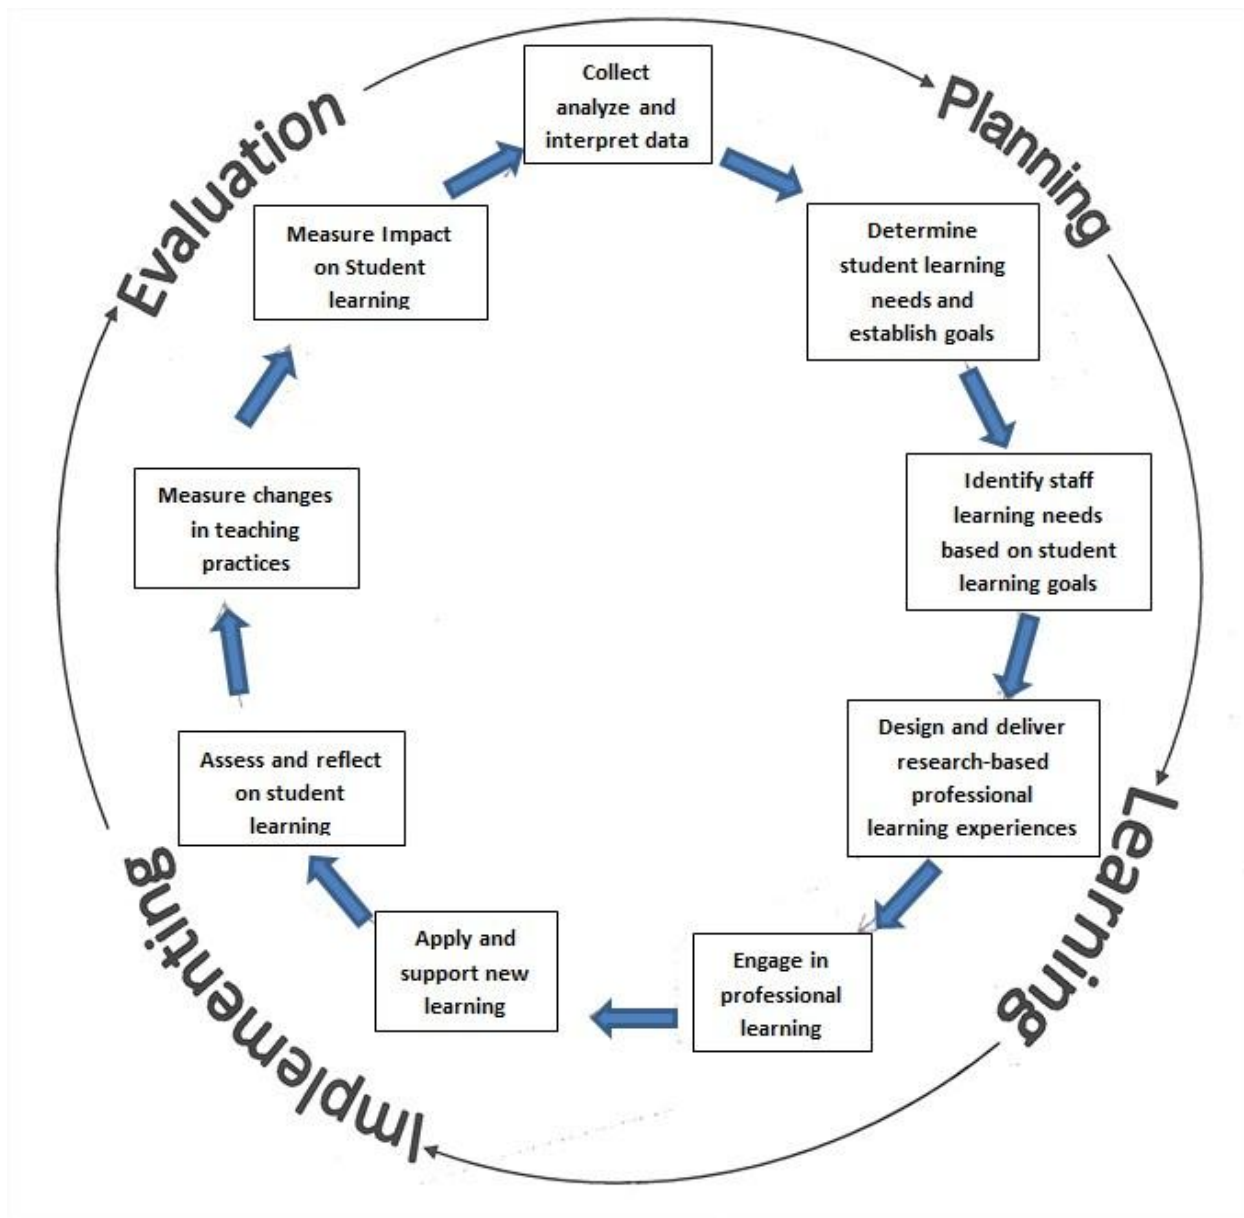 Collect
analyze and
interpret data
Planning
Determine
student learning
needs and
establish goals
Identify staff
learning needs
based on student
learning goals
Learning
Design and deliver
research-based
professional
learning experiences
Engage in
professional
learning
Implementing
Apply and
support new
learning
Assess and reflect
on student
learning
Measure changes
in teaching
practices
Evaluation
Measure Impact
on Student
learning